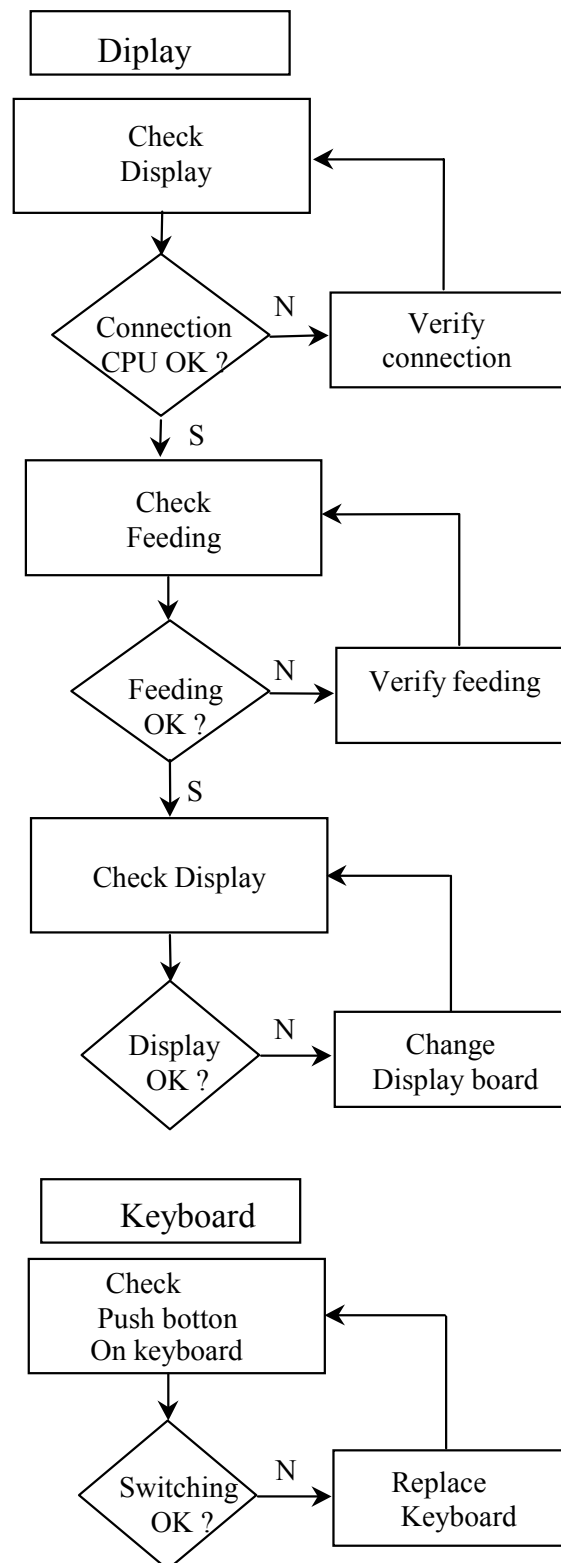 Diplay
Check
Display
N
Connection
CPU OK ?
Verify
connection
S
Check
Feeding
N
Feeding
OK ?
Verify feeding
S
Check Display
N
Display
OK ?
Change
Display board
Keyboard
Check
Push botton
On keyboard
N
Switching
OK ?
Replace
Keyboard